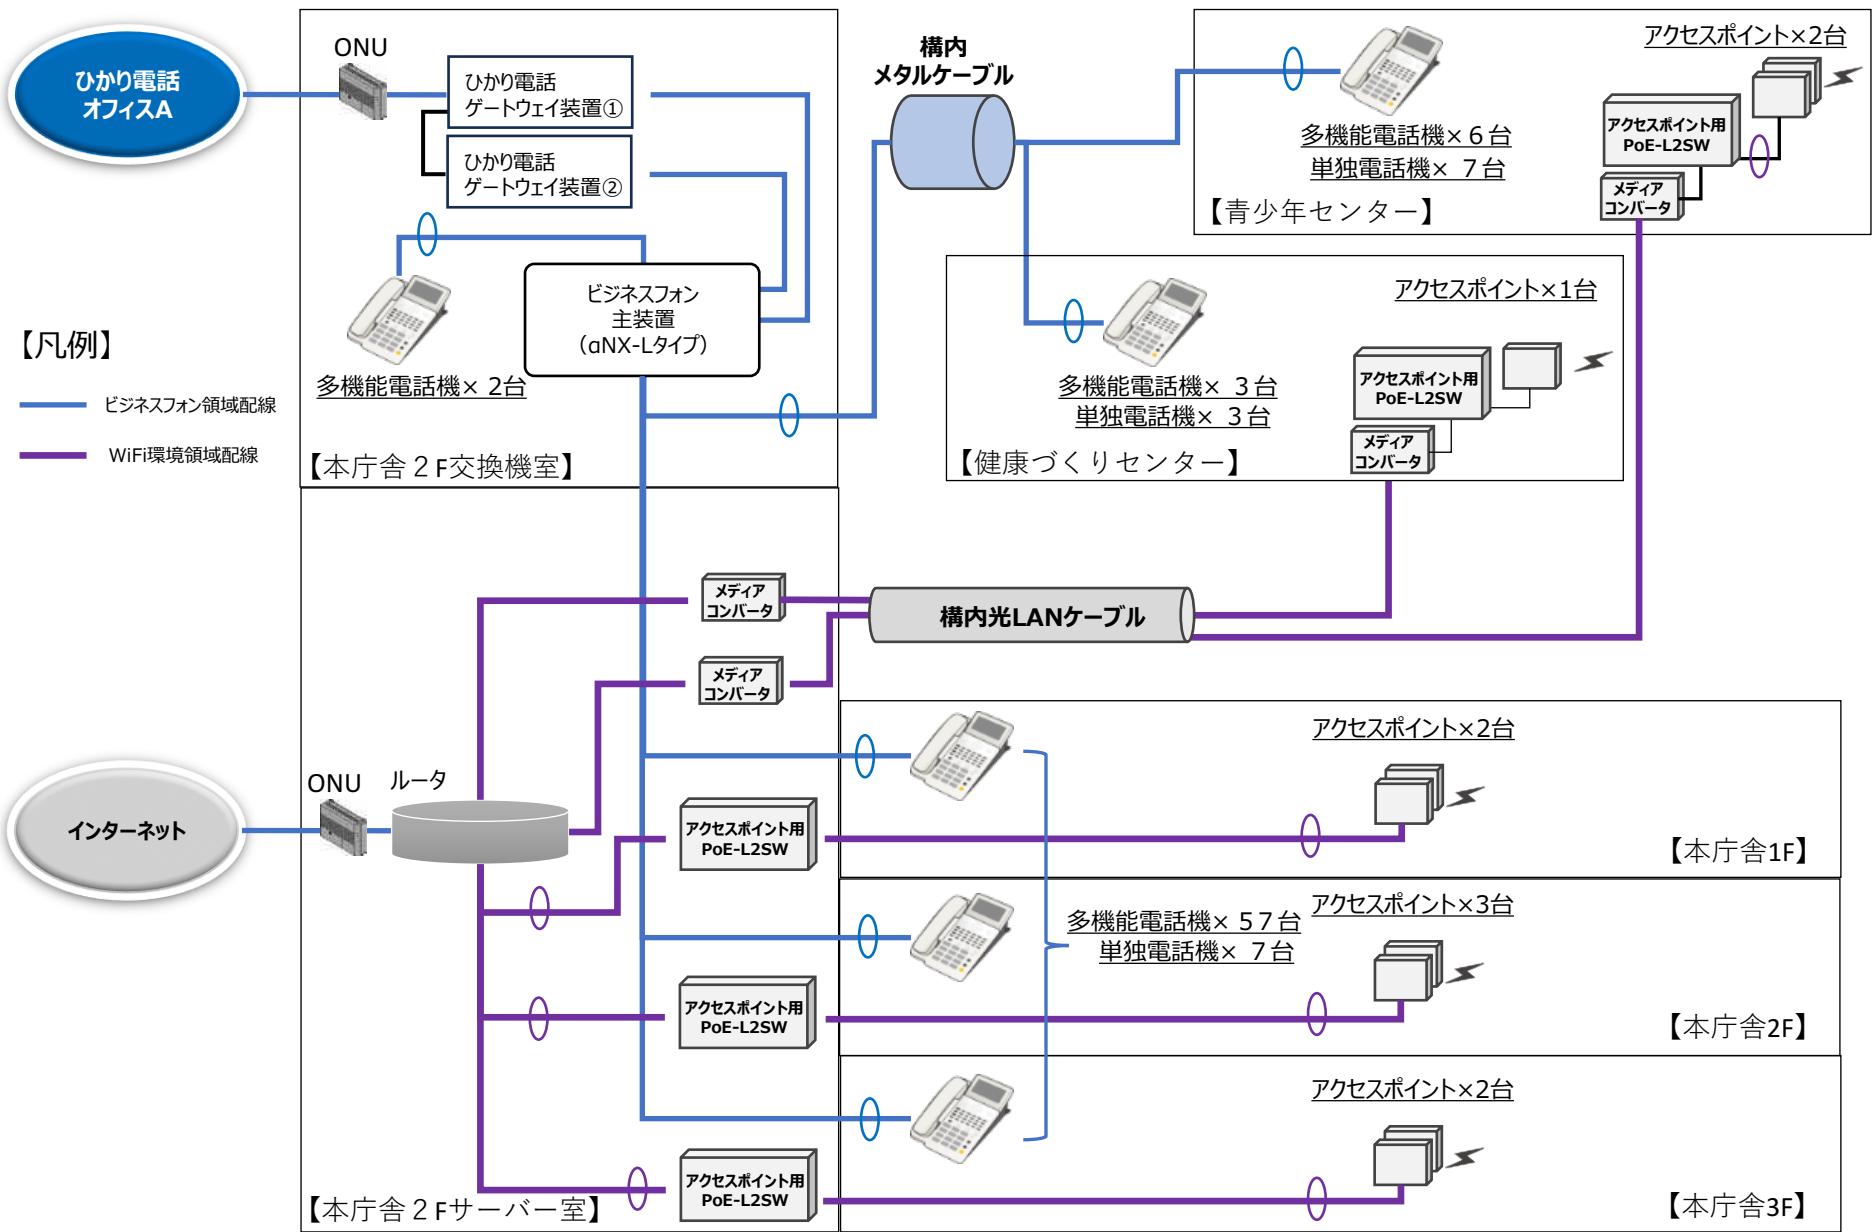 ひかり電話
オフィスA
ONU
ひかり電話
ゲートウェイ装置①
ひかり電話
ゲートウェイ装置②
ビジネスフォン
主装置
（αNX-Lタイプ）
多機能電話機× 2台
【本庁舎２F交換機室】
【凡例】
ビジネスフォン領域配線
WiFi環境領域配線
構内
メタルケーブル
多機能電話機×６台
単独電話機× ７台
【青少年センター】
アクセスポイント×2台
アクセスポイント用
PoE-L2SW
メディア
コンバータ
多機能電話機× ３台
単独電話機× ３台
【健康づくりセンター】
アクセスポイント×1台
アクセスポイント用
PoE-L2SW
メディア
コンバータ
メディア
コンバータ
構内光LANケーブル
メディア
コンバータ
インターネット
ONU
ルータ
アクセスポイント用
PoE-L2SW
アクセスポイント用
PoE-L2SW
アクセスポイント用
PoE-L2SW
【本庁舎２Fサーバー室】
アクセスポイント×2台
【本庁舎1F】
多機能電話機×５７台
単独電話機× ７台
アクセスポイント×3台
【本庁舎2F】
アクセスポイント×2台
【本庁舎3F】